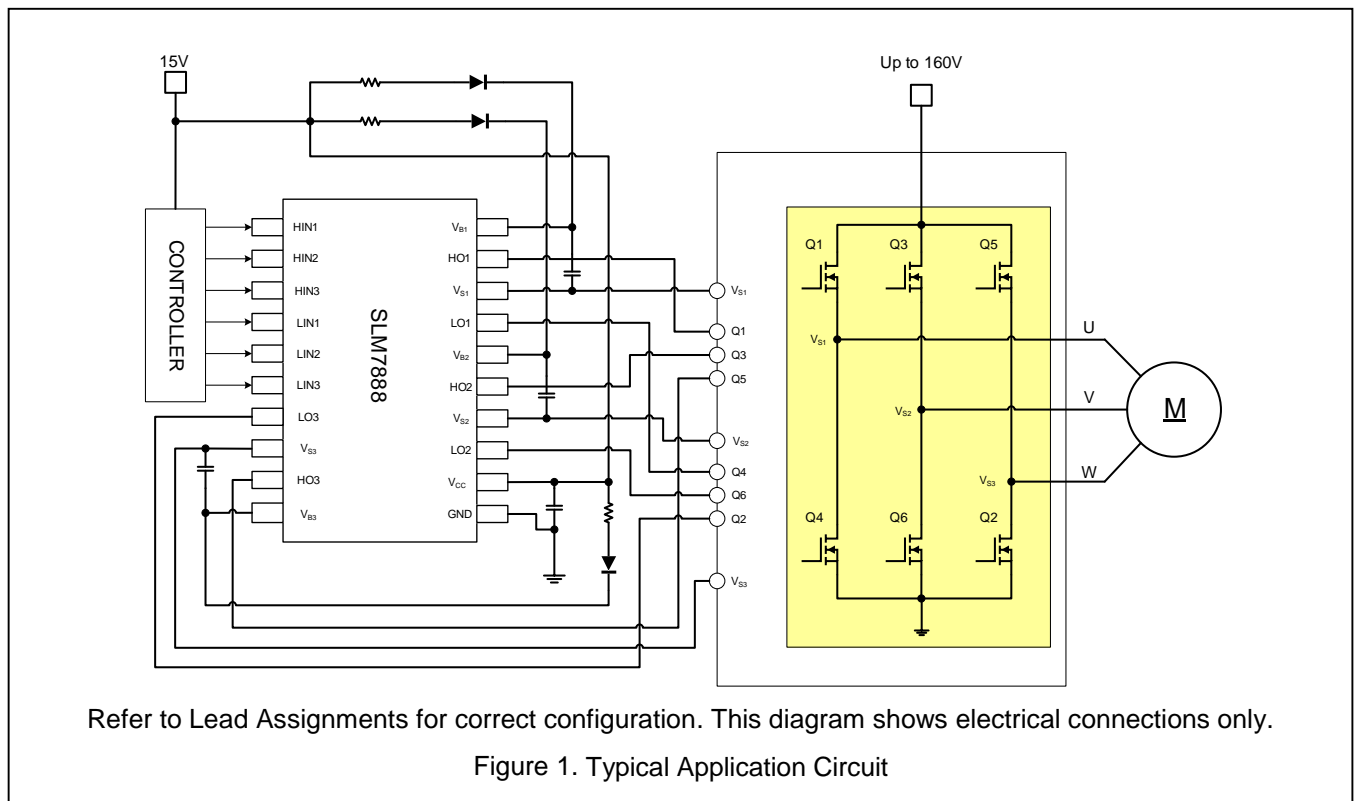 15V
Up to 160V
CONTROLLER
SLM7888
HIN1
HIN2
HIN3
LIN1
LIN2
LIN3
LO3
VS3
HO3
VB3
VB1
HO1
VS1
LO1
VB2
HO2
VS2
LO2
VCC
GND
VS1
Q1
Q3
Q5
VS2
Q4
Q6
Q2
VS3
Q1
Q3
Q5
VS1
VS2
VS3
Q4
Q6
Q2
U
V
W
M
Refer to Lead Assignments for correct configuration. This diagram shows electrical connections only.
Figure 1. Typical Application Circuit